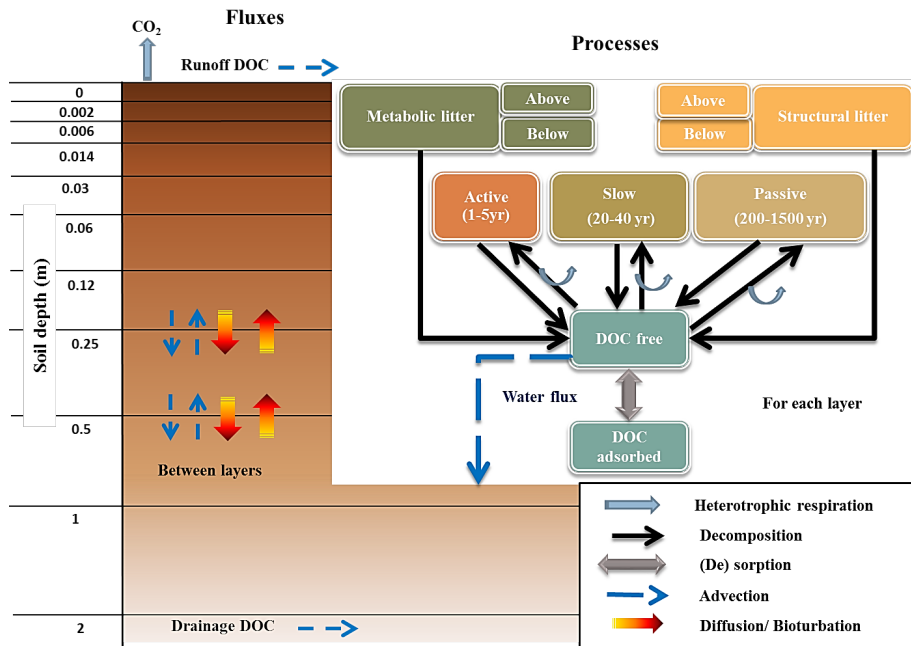 Fluxes
CO2
Processes
Runoff DOC
0
0.002
0.006
0.014
0.03
0.06
0.12
0.25
0.5
1
2
Soil depth (m)
Metabolic litter
Above
Below
Above
Below
Structural litter
Active
(1-5yr)
Slow
(20-40 yr)
Passive
(200-1500 yr)
DOC free
Water flux
For each layer
DOC
adsorbed
Between layers
Drainage DOC
Heterotrophic respiration
Decomposition
(De) sorption
Advection
Diffusion/ Bioturbation